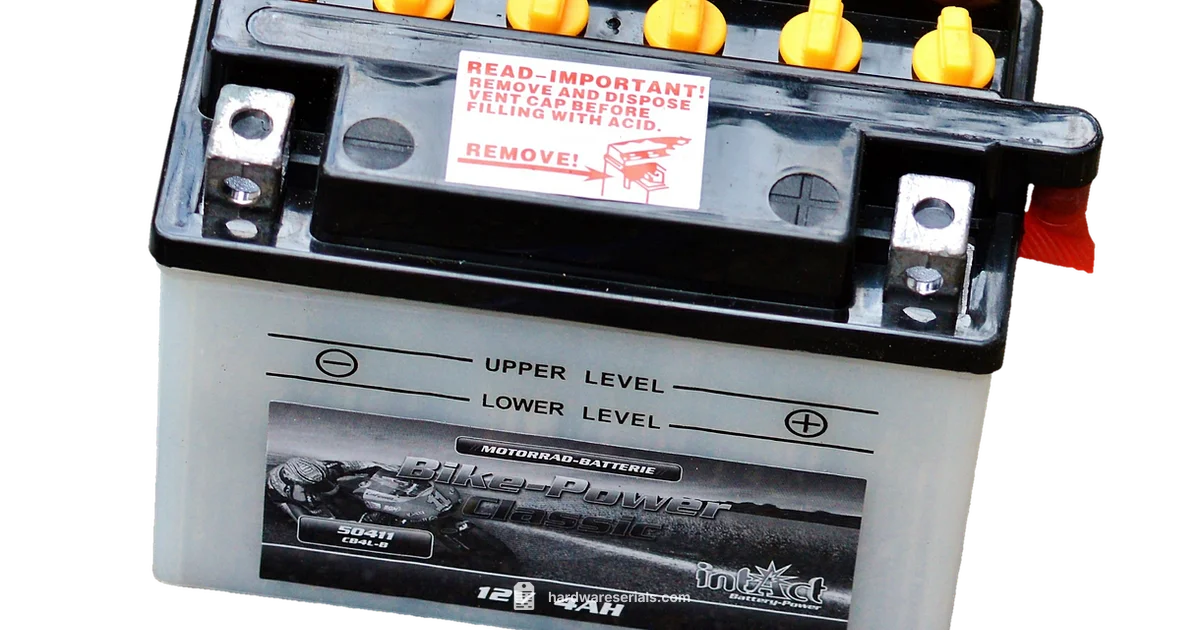 READ-IMPORTANT!
REMOVE AND DISPOSE
VENT CAP BEFORE
FILLING WITH ACID.
REMOVE!
UPPER LEVEL
LOWER LEVEL
MOTORRAD-BATTERIE
Bike-Power
Classic
50411
CB4L-B
intAct
Battery-Power
12V 4AH
hardwareserials.com